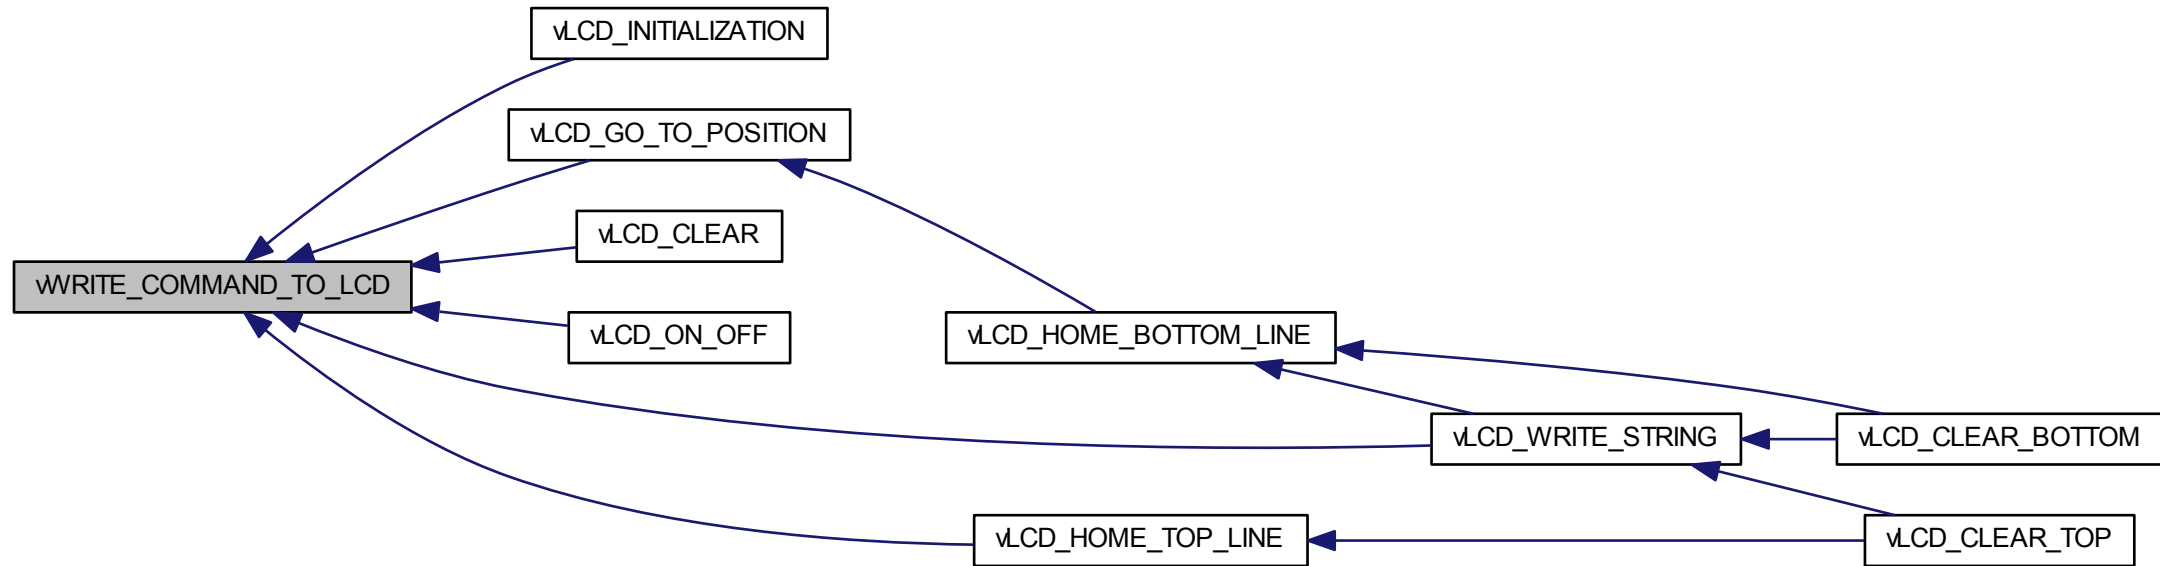 vLCD_INITIALIZATION
vLCD_GO_TO_POSITION
vLCD_CLEAR
vWRITE_COMMAND_TO_LCD
vLCD_ON_OFF
vLCD_HOME_BOTTOM_LINE
vLCD_WRITE_STRING
vLCD_CLEAR_BOTTOM
vLCD_HOME_TOP_LINE
vLCD_CLEAR_TOP